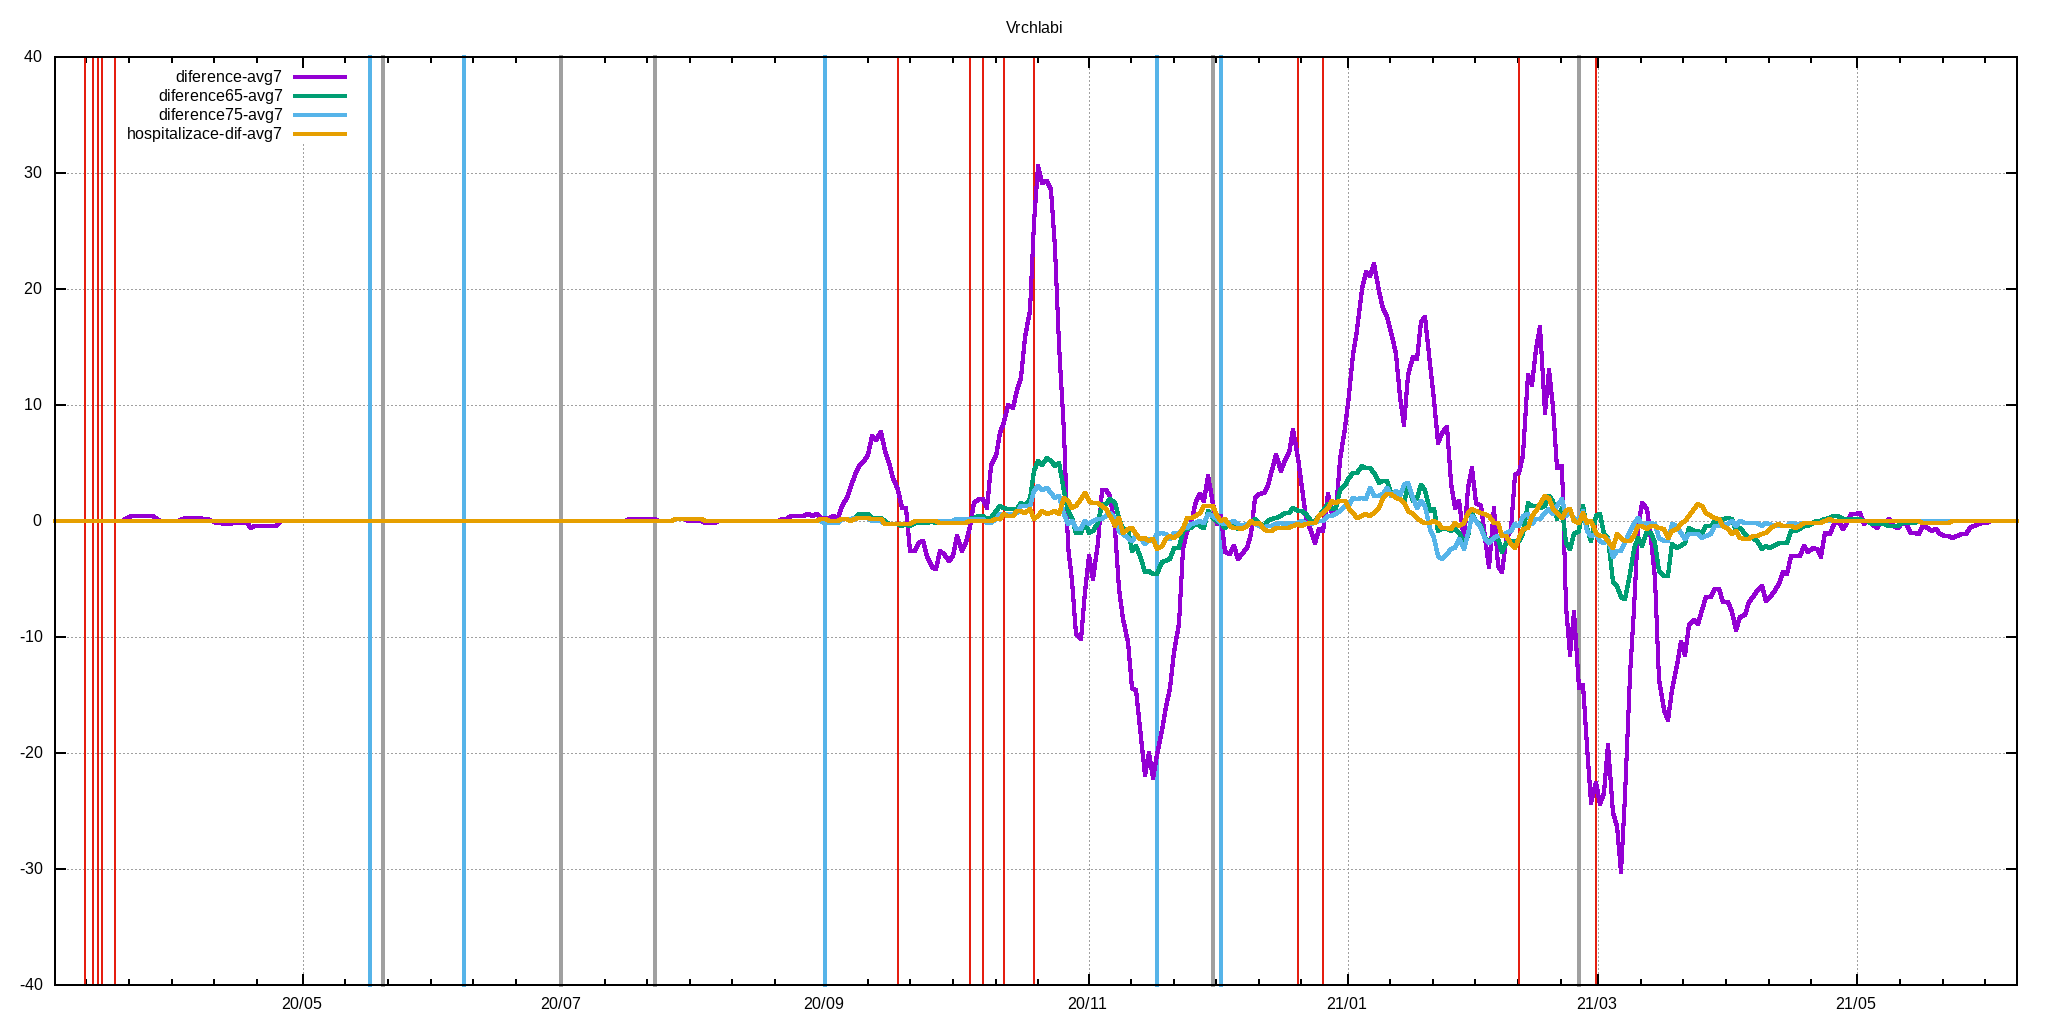 Vrchlabi
40
diference-avg7
diference65-avg7
diference75-avg7
hospitalizace-dif-avg7
30
20
10
0
-10
-20
-30
-40
20/05 20/07 20/09 20/11 21/01 21/03 21/05